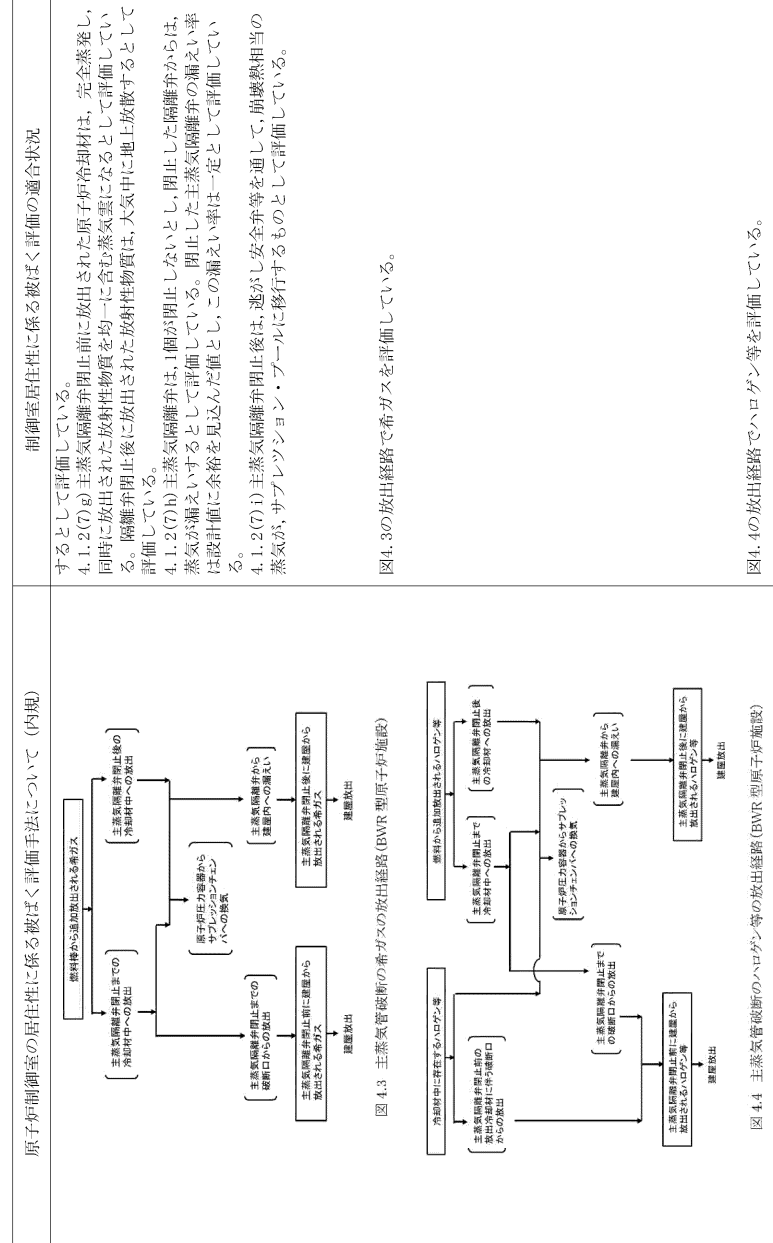 原子炉制御室の居住性に係る被ばく評価手法について (内規)
燃料棒から追加放出される希ガス
主蒸気隔離弁閉止までの
冷却材中への放出
主蒸気隔離弁閉止後の
冷却材中への放出
原子炉圧力容器から
サプレッションチェン
バへの換気
主蒸気隔離弁閉止までの
破断口からの放出
主蒸気隔離弁から
建屋内への漏えい
主蒸気隔離弁閉止前に建屋から
放出される希ガス
主蒸気隔離弁閉止後に建屋から
放出される希ガス
建屋放出
建屋放出
図 4.3 主蒸気管破断の希ガスの放出経路(BWR 型原子炉施設)
冷却材中に存在するハロゲン等
燃料から追加放出されるハロゲン等
主蒸気隔離弁閉止前の
放出冷却材に伴う破断口
からの放出
主蒸気隔離弁閉止まで
冷却材中への放出
主蒸気隔離弁閉止後
の冷却材への放出
原子炉圧力容器からサプレッ
ションチェンバへの換気
主蒸気隔離弁閉止まで
の破断口からの放出
主蒸気隔離弁から
建屋内への漏えい
主蒸気隔離弁閉止前に建屋から
放出されるハロゲン等
主蒸気隔離弁閉止後に建屋から
放出されるハロゲン等
建屋放出
建屋放出
図 4.4 主蒸気管破断のハロゲン等の放出経路(BWR 型原子炉施設)
制御室居住性に係る被ばく評価の適合状況
するとして評価している。
4.1.2(7)g)主蒸気隔離弁閉止前に放出された原子炉冷却材は, 完全蒸発し,
同時に放出された放射性物質を均一に含む蒸気雲になるとして評価してい
る。隔離弁閉止後に放出された放射性物質は, 大気中に地上放散するとして
評価している。
4.1.2(7)h)主蒸気隔離弁は, 1個が閉止しないとし, 閉止した隔離弁からは,
蒸気が漏えいするとして評価している。 閉止した主蒸気隔離弁の漏えい率
は設計値に余裕を見込んだ値とし, この漏えい率は一定として評価してい
る。
4.1.2(7)i)主蒸気隔離弁閉止後は, 逃がし安全弁等を通して, 崩壊熱相当の
蒸気が, サプレッション・プールに移行するものとして評価している。
図4.3の放出経路で希ガスを評価している。
図4.4の放出経路でハロゲン等を評価している。